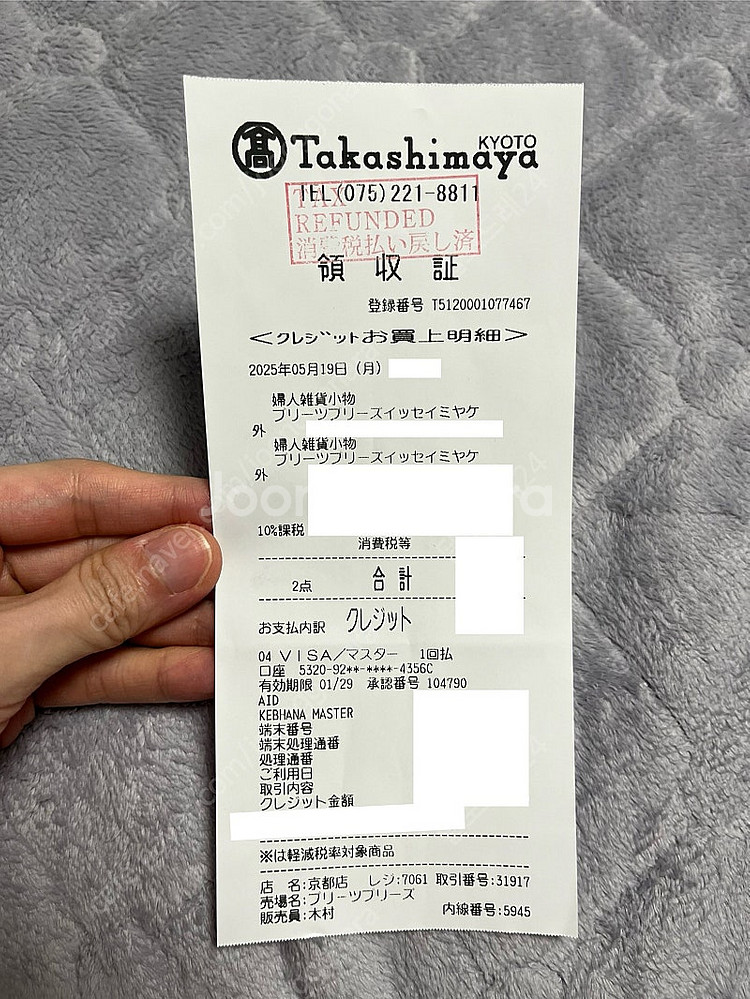 高 Takashimaya KYOTO
TEL(075)221-8811
TAX
REFUNDED
消費税払い戻し済
領収証
登録番号 T5120001077467
<クレジットお買上明細>
2025年05月19日（月）
婦人雑貨小物
プリーツプリーズイッセイミヤケ
外
婦人雑貨小物
プリーツプリーズイッセイミヤケ
外
10%課税
消費税等
2点 合計
お支払内訳 クレジット
04 VISA/マスター 1回払
口座 5320-92**-****-4356C
有効期限 01/29 承認番号 104790
AID
KEBHANA MASTER
端末番号
端末処理通番
処理通番
ご利用日
取引内容
クレジット金額
※は軽減税率対象商品
店 名:京都店 レジ:7061 取引番号:31917
売場名:プリーツプリーズ
販売員:木村 内線番号:5945